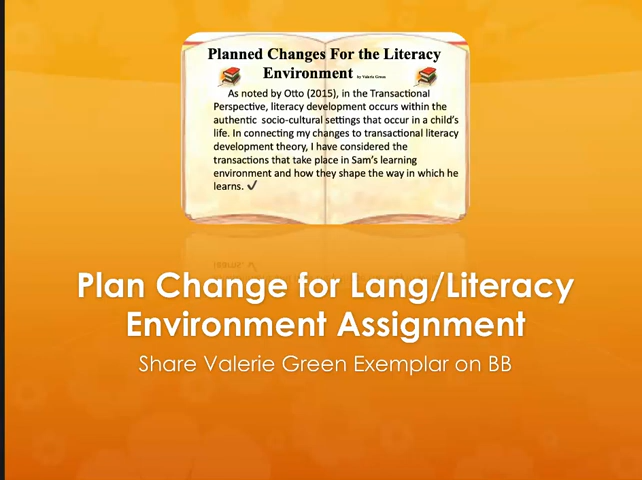 Planned Changes For the Literacy
Environment by Valerie Green
As noted by Otto (2015), in the Transactional
Perspective, literacy development occurs within the
authentic socio-cultural settings that occur in a child's
life. In connecting my changes to transactional literacy
development theory, I have considered the
transactions that take place in Sam's learning
environment and how they shape the way in which he
learns. ✓
Plan Change for Lang/Literacy
Environment Assignment
Share Valerie Green Exemplar on BB